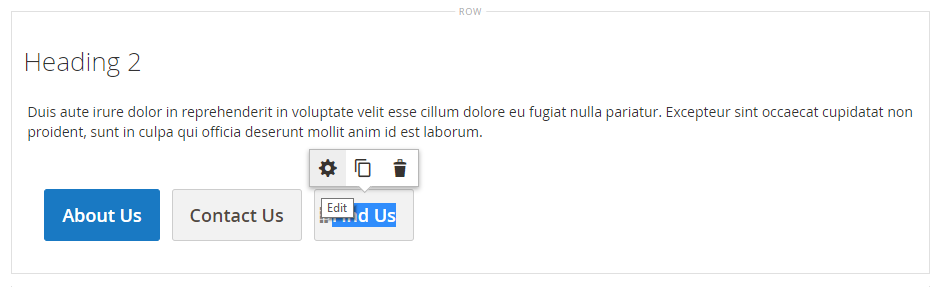 ROW
Heading 2
Duis aute irure dolor in reprehenderit in voluptate velit esse cillum dolore eu fugiat nulla pariatur. Excepteur sint occaecat cupidatat non
proident, sunt in culpa qui officia deserunt mollit anim id est laborum.
Edit
About Us Contact Us Find Us